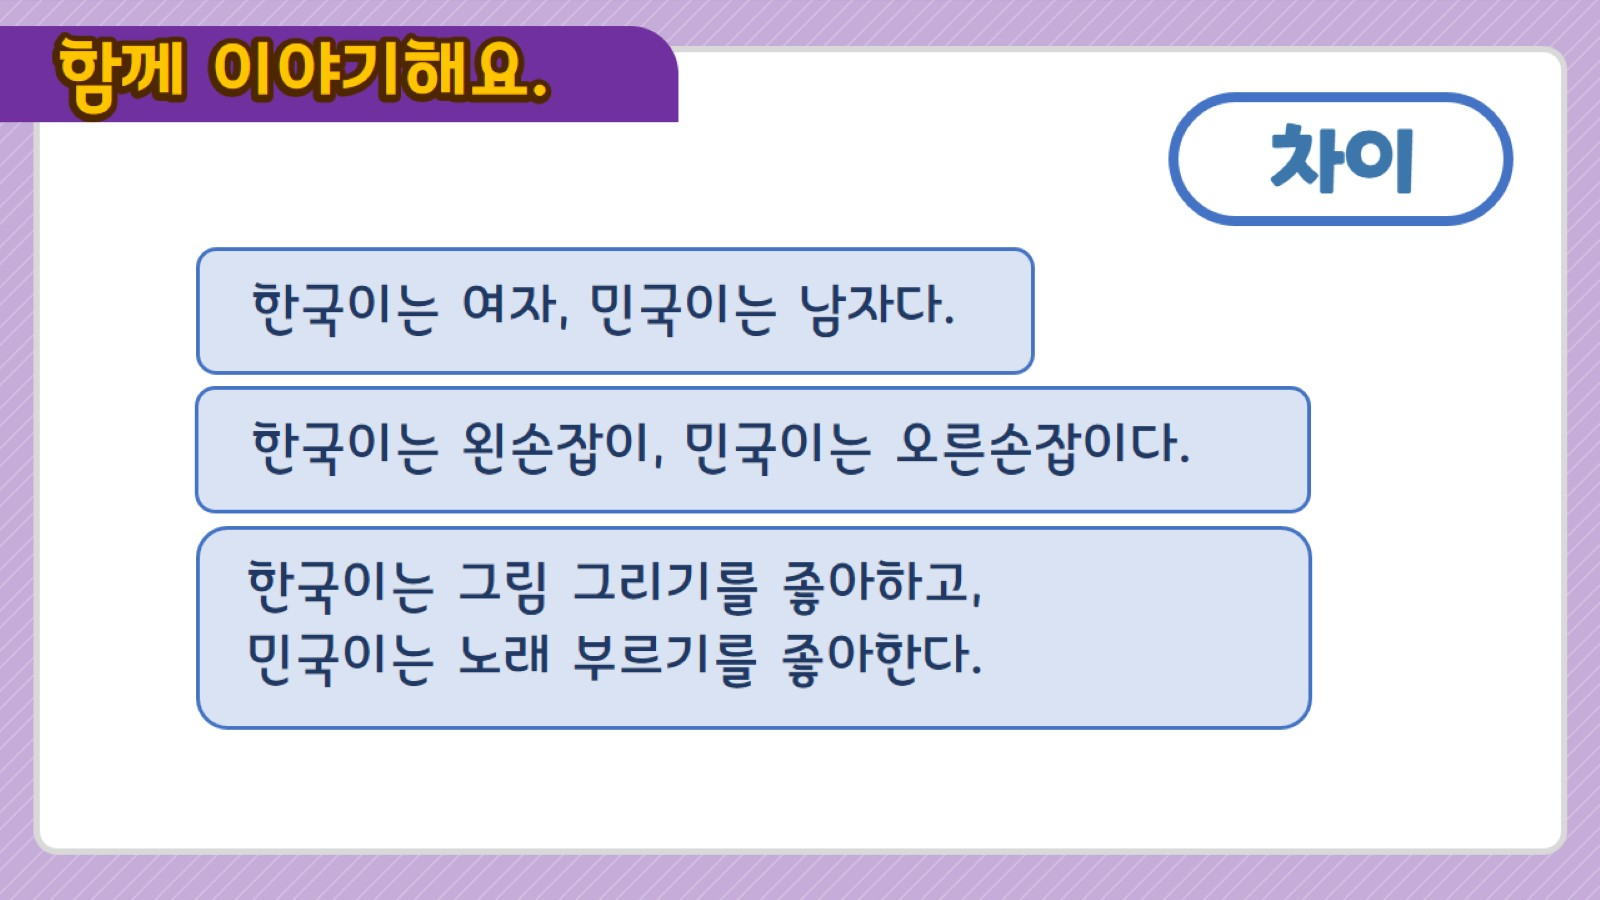 함께 이야기해요.
차이
한국이는 여자, 민국이는 남자다.
한국이는 왼손잡이, 민국이는 오른손잡이다.
한국이는 그림 그리기를 좋아하고,
민국이는 노래 부르기를 좋아한다.